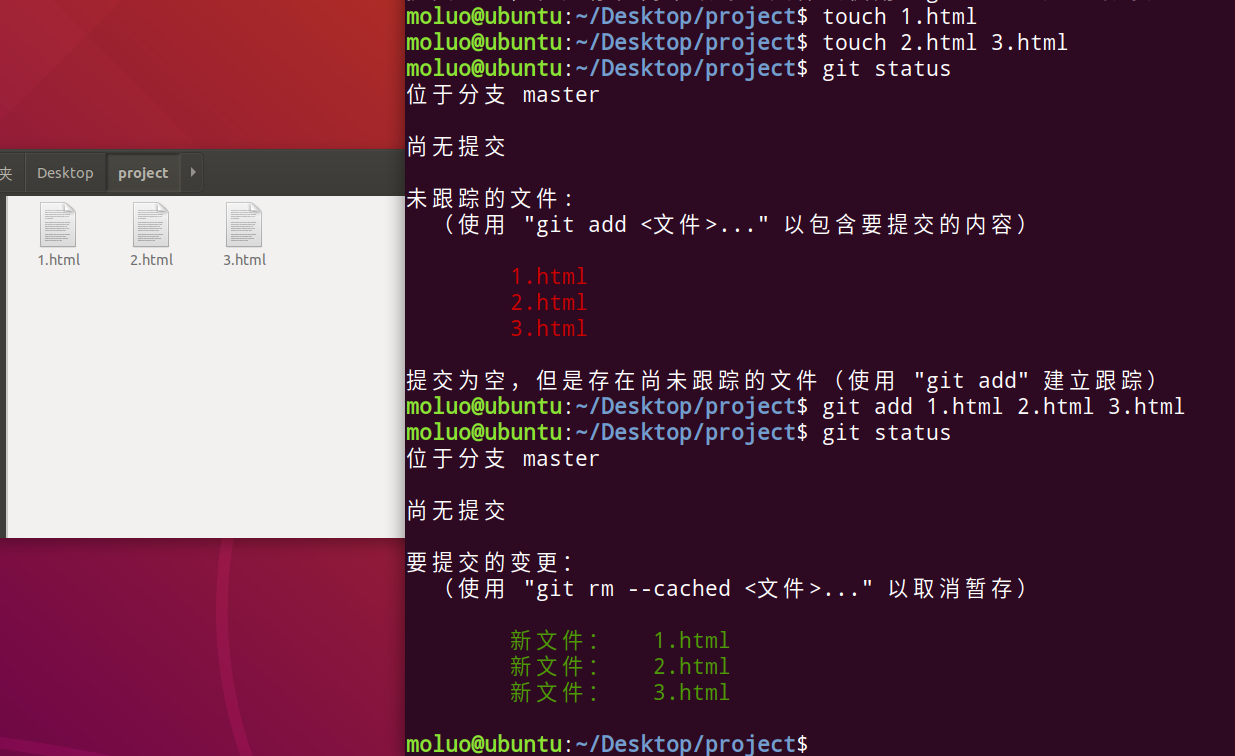 夹 Desktop project
1.html 2.html 3.html
moluo@ubuntu:~/Desktop/project$ touch 1.html
moluo@ubuntu:~/Desktop/project$ touch 2.html 3.html
moluo@ubuntu:~/Desktop/project$ git status
位于分支 master
尚无提交
未跟踪的文件:
（使用 "git add <文件>..." 以包含要提交的内容）
1.html
2.html
3.html
提交为空，但是存在尚未跟踪的文件（使用 "git add" 建立跟踪）
moluo@ubuntu:~/Desktop/project$ git add 1.html 2.html 3.html
moluo@ubuntu:~/Desktop/project$ git status
位于分支 master
尚无提交
要提交的变更：
（使用 "git rm --cached <文件>..." 以取消暂存）
新文件： 1.html
新文件： 2.html
新文件： 3.html
moluo@ubuntu:~/Desktop/project$